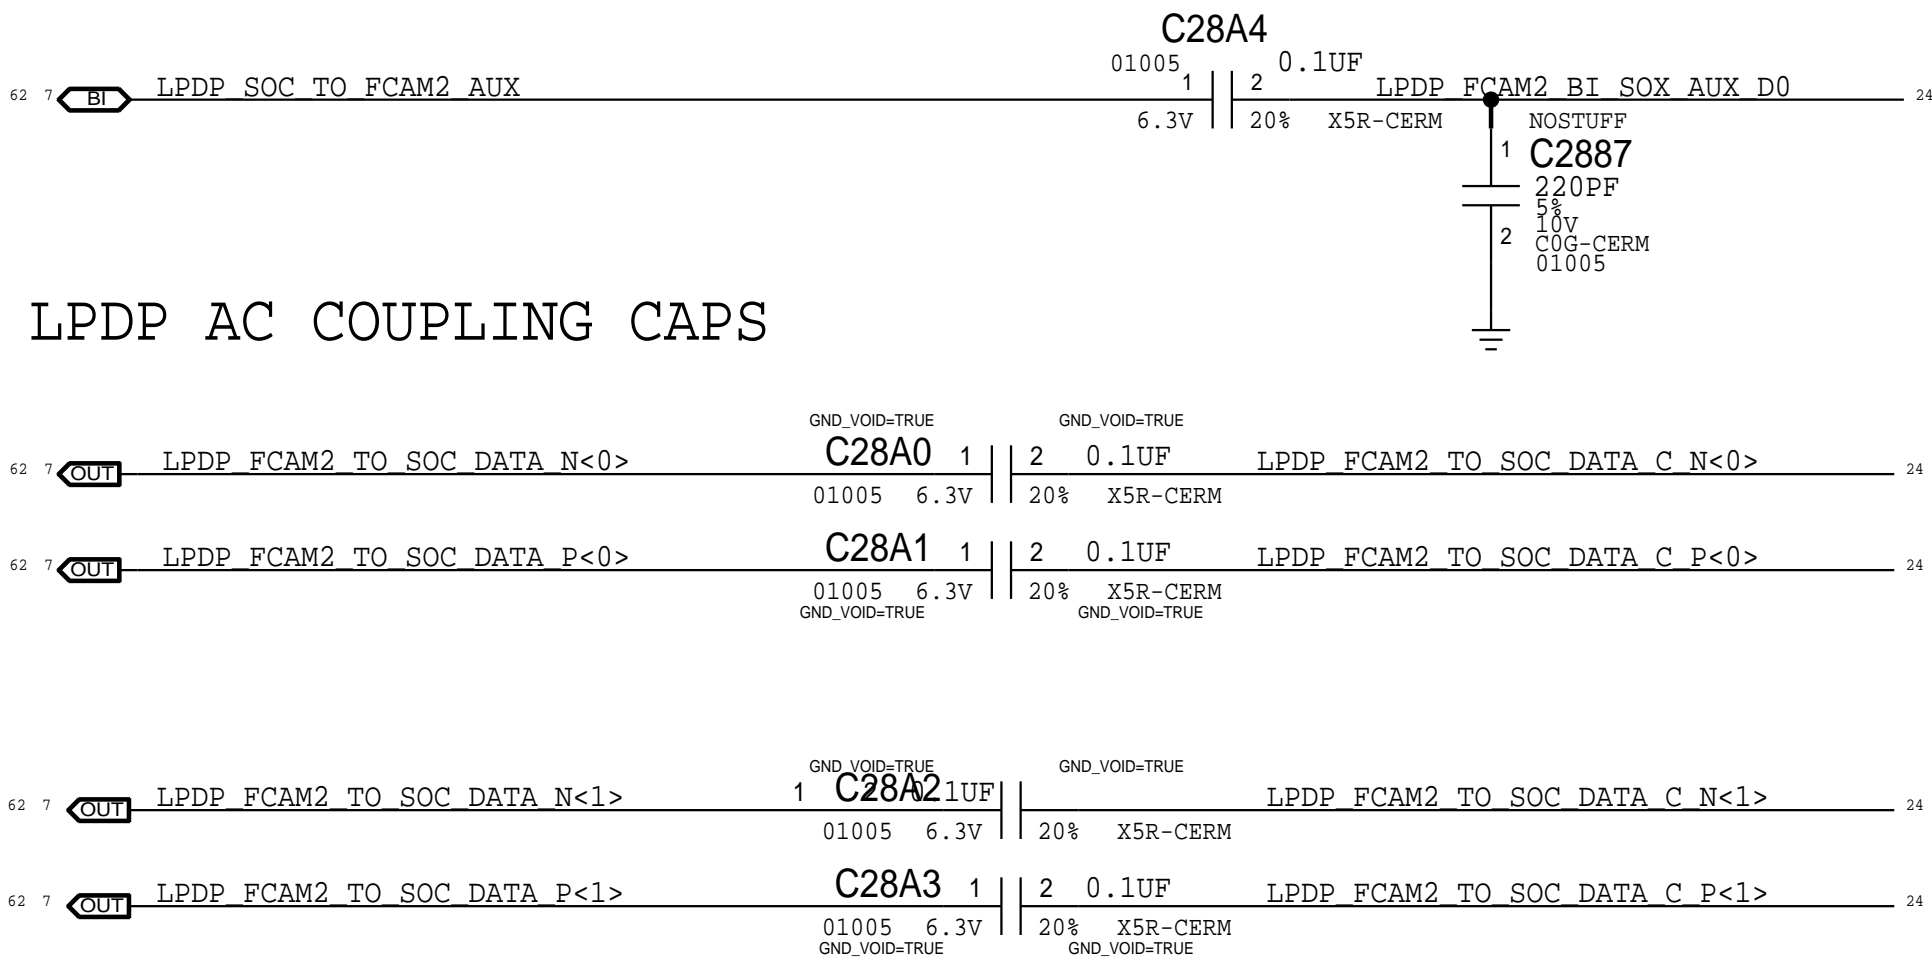 C28A4
01005 0.1UF
62 7 BI LPDP_SOC_TO_FCAM2_AUX 1 2 LPDP_FCAM2_BI_SOX_AUX_D0 24
6.3V 20% X5R-CERM NOSTUFF
1 C2887
220PF
5%
10V
2 C0G-CERM
01005
LPDP AC COUPLING CAPS
GND_VOID=TRUE GND_VOID=TRUE
62 7 OUT LPDP_FCAM2_TO_SOC_DATA_N<0> C28A0 1 2 0.1UF LPDP_FCAM2_TO_SOC_DATA_C_N<0> 24
01005 6.3V 20% X5R-CERM
62 7 OUT LPDP_FCAM2_TO_SOC_DATA_P<0> C28A1 1 2 0.1UF LPDP_FCAM2_TO_SOC_DATA_C_P<0> 24
01005 6.3V 20% X5R-CERM
GND_VOID=TRUE GND_VOID=TRUE
GND_VOID=TRUE GND_VOID=TRUE
62 7 OUT LPDP_FCAM2_TO_SOC_DATA_N<1> 1 C28A2 2 0.1UF LPDP_FCAM2_TO_SOC_DATA_C_N<1> 24
01005 6.3V 20% X5R-CERM
62 7 OUT LPDP_FCAM2_TO_SOC_DATA_P<1> C28A3 1 2 0.1UF LPDP_FCAM2_TO_SOC_DATA_C_P<1> 24
01005 6.3V 20% X5R-CERM
GND_VOID=TRUE GND_VOID=TRUE